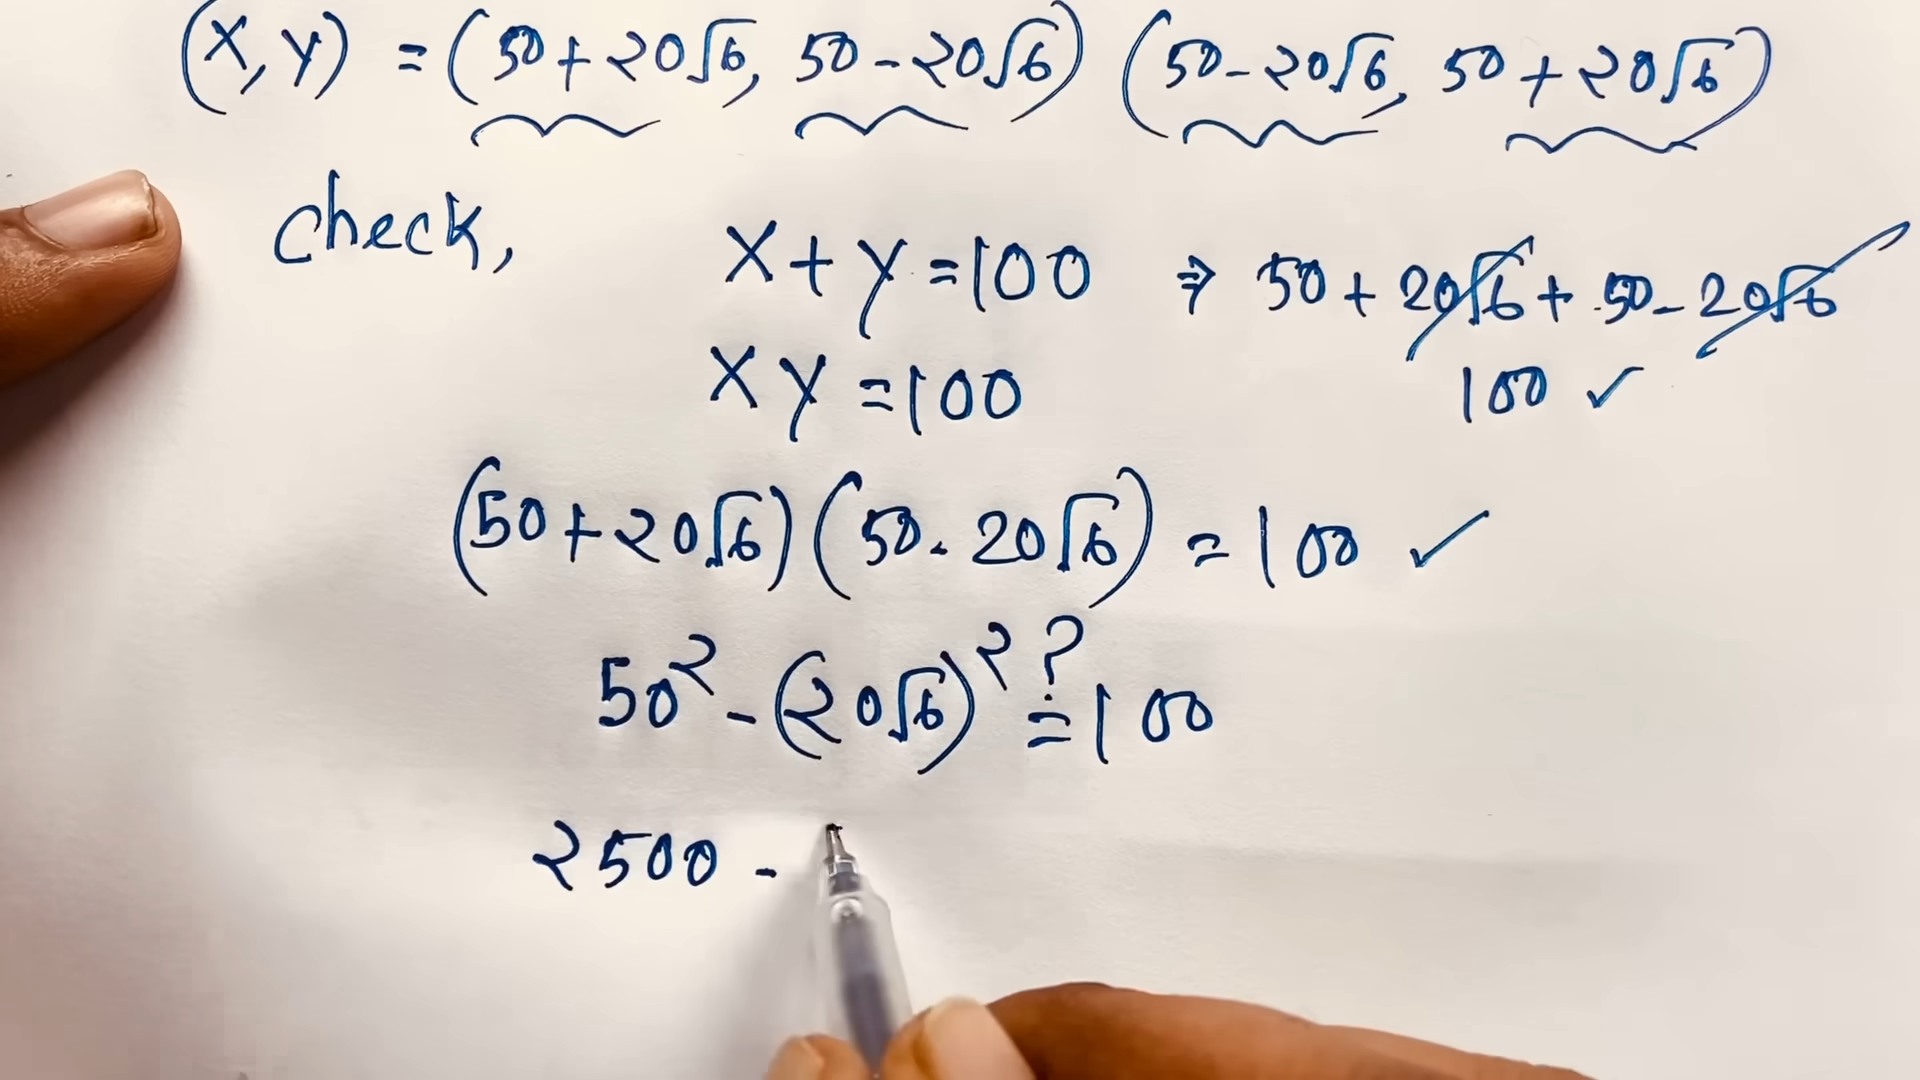 (X, Y) = (50 + 20√6, 50 - 20√6) (50 - 20√6, 50 + 20√6)
check,
X + Y = 100 ⇒ 50 + 20√6 + 50 - 20√6
XY = 100
100 ✓
(50 + 20√6) (50 - 20√6) = 100 ✓
50² - (20√6)² ≟ 100
2500 -